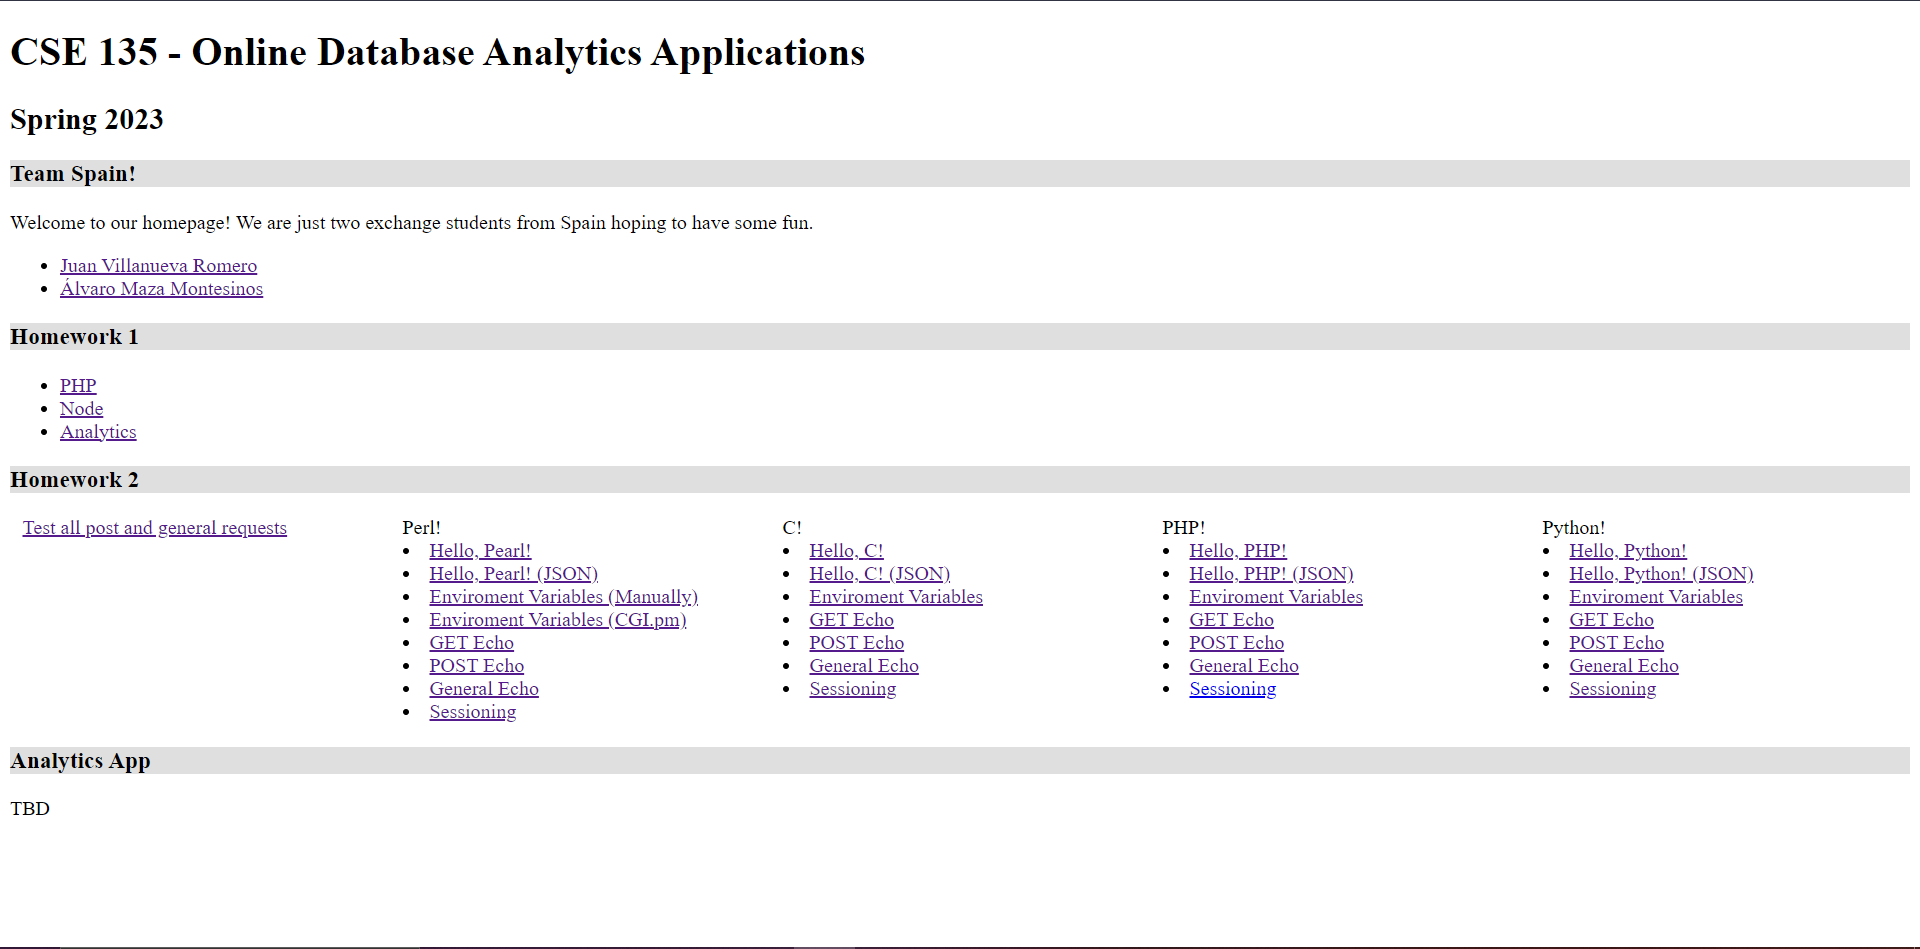 CSE 135 - Online Database Analytics Applications
Spring 2023
Team Spain!
Welcome to our homepage! We are just two exchange students from Spain hoping to have some fun.
Juan Villanueva Romero
Álvaro Maza Montesinos
Homework 1
PHP
Node
Analytics
Homework 2
Test all post and general requests
Perl!
Hello, Pearl!
Hello, Pearl! (JSON)
Enviroment Variables (Manually)
Enviroment Variables (CGI.pm)
GET Echo
POST Echo
General Echo
Sessioning
C!
Hello, C!
Hello, C! (JSON)
Enviroment Variables
GET Echo
POST Echo
General Echo
Sessioning
PHP!
Hello, PHP!
Hello, PHP! (JSON)
Enviroment Variables
GET Echo
POST Echo
General Echo
Sessioning
Python!
Hello, Python!
Hello, Python! (JSON)
Enviroment Variables
GET Echo
POST Echo
General Echo
Sessioning
Analytics App
TBD